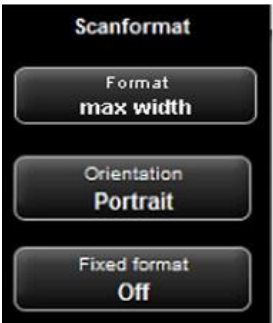 Scanformat
Format
max width
Orientation
Portrait
Fixed format
Off